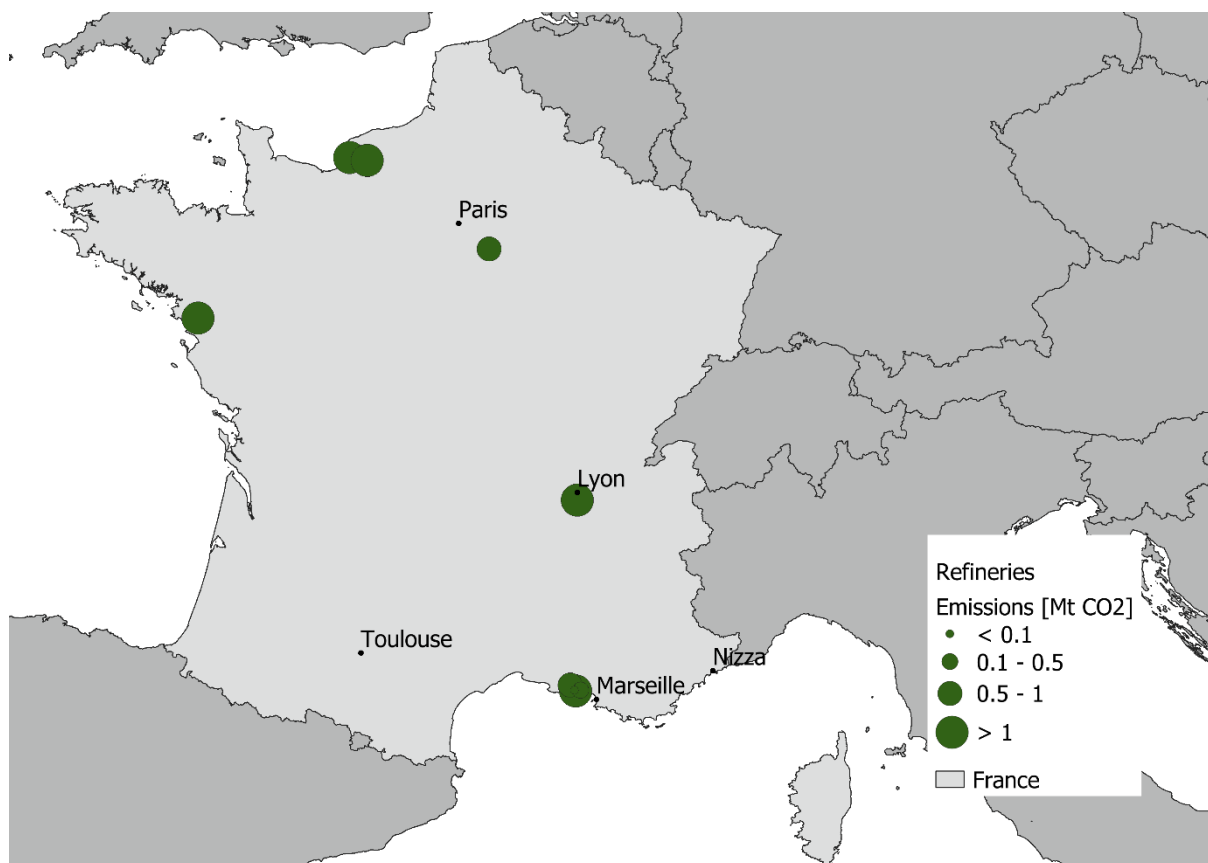 Paris
Lyon
Toulouse
Nizza
Marseille
Refineries
Emissions [Mt CO2]
< 0.1
0.1 - 0.5
0.5 - 1
> 1
France